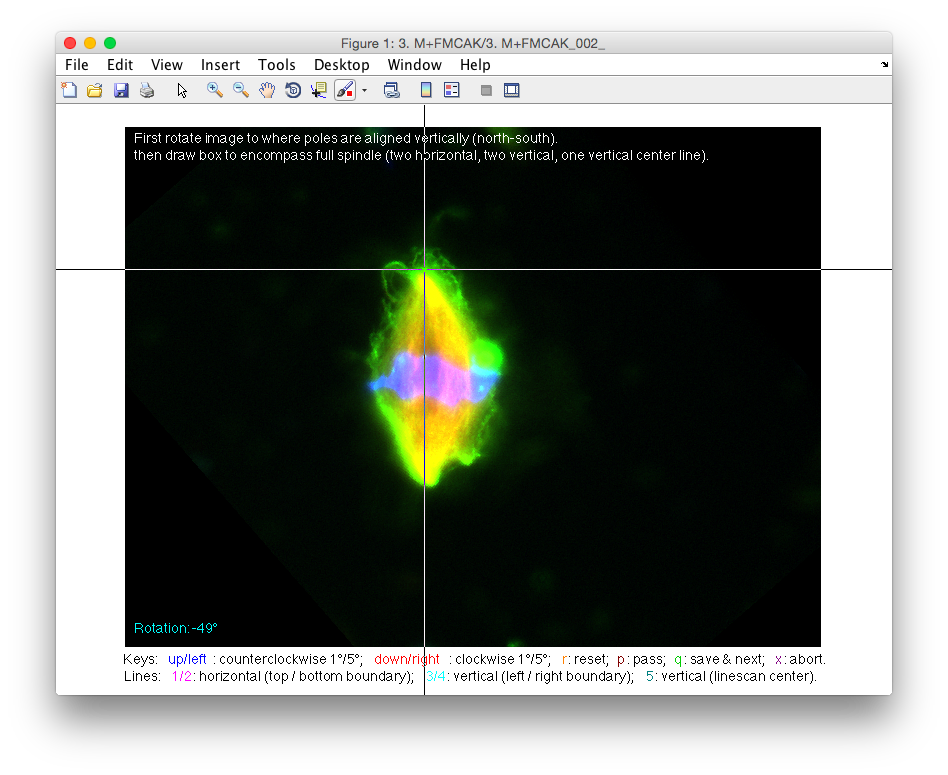 Figure 1: 3. M+FMCAK/3. M+FMCAK_002_
File Edit View Insert Tools Desktop Window Help
First rotate image to where poles are aligned vertically (north-south).
then draw box to encompass full spindle (two horizontal, two vertical, one vertical center line).
Rotation:-49°
Keys: up/left : counterclockwise 1°/5°; down/right : clockwise 1°/5°; r: reset; p: pass; q: save & next; x: abort.
Lines: 1/2: horizontal (top / bottom boundary); 3/4: vertical (left / right boundary); 5: vertical (linescan center).